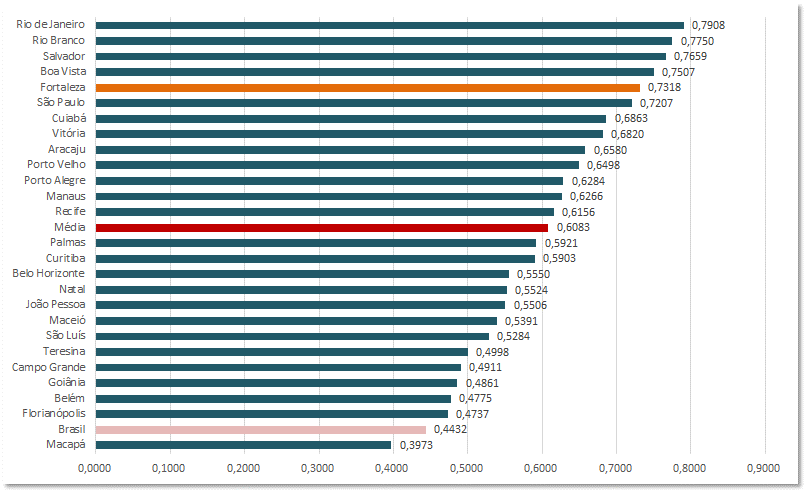 Rio de Janeiro 0,7908
Rio Branco 0,7750
Salvador 0,7659
Boa Vista 0,7507
Fortaleza 0,7318
São Paulo 0,7207
Cuiabá 0,6863
Vitória 0,6820
Aracaju 0,6580
Porto Velho 0,6498
Porto Alegre 0,6284
Manaus 0,6266
Recife 0,6156
Média 0,6083
Palmas 0,5921
Curitiba 0,5903
Belo Horizonte 0,5550
Natal 0,5524
João Pessoa 0,5506
Maceió 0,5391
São Luís 0,5284
Teresina 0,4998
Campo Grande 0,4911
Goiânia 0,4861
Belém 0,4775
Florianópolis 0,4737
Brasil 0,4432
Macapá 0,3973
0,0000 0,1000 0,2000 0,3000 0,4000 0,5000 0,6000 0,7000 0,8000 0,9000